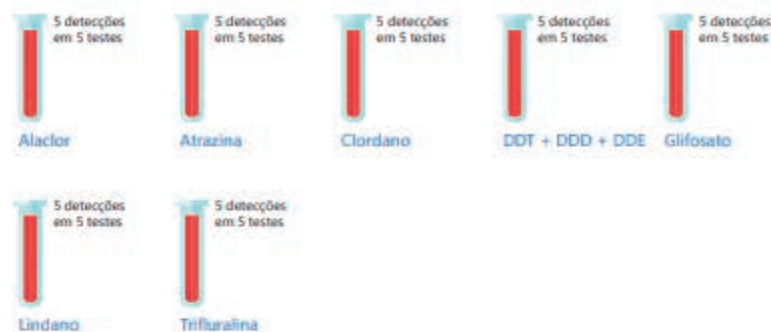 5 detecções
em 5 testes
Alaclor
5 detecções
em 5 testes
Atrazina
5 detecções
em 5 testes
Clordano
5 detecções
em 5 testes
DDT + DDD + DDE
5 detecções
em 5 testes
Glifosato
5 detecções
em 5 testes
Lindano
5 detecções
em 5 testes
Trifluralina